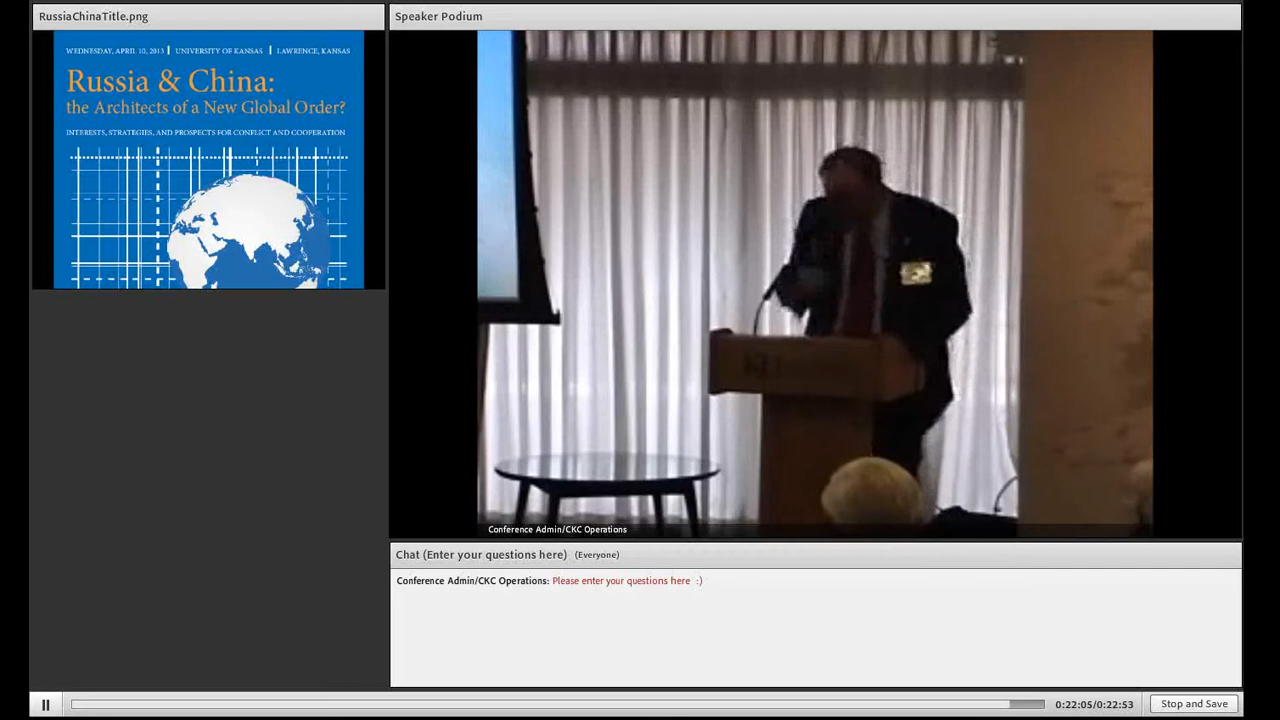 RussiaChinaTitle.png
WEDNESDAY, APRIL 10, 2013 | UNIVERSITY OF KANSAS | LAWRENCE, KANSAS
Russia & China:
the Architects of a New Global Order?
INTERESTS, STRATEGIES, AND PROSPECTS FOR CONFLICT AND COOPERATION
Speaker Podium
Conference Admin/CKC Operations
Chat (Enter your questions here) (Everyone)
Conference Admin/CKC Operations: Please enter your questions here :)
0:22:05/0:22:53
Stop and Save